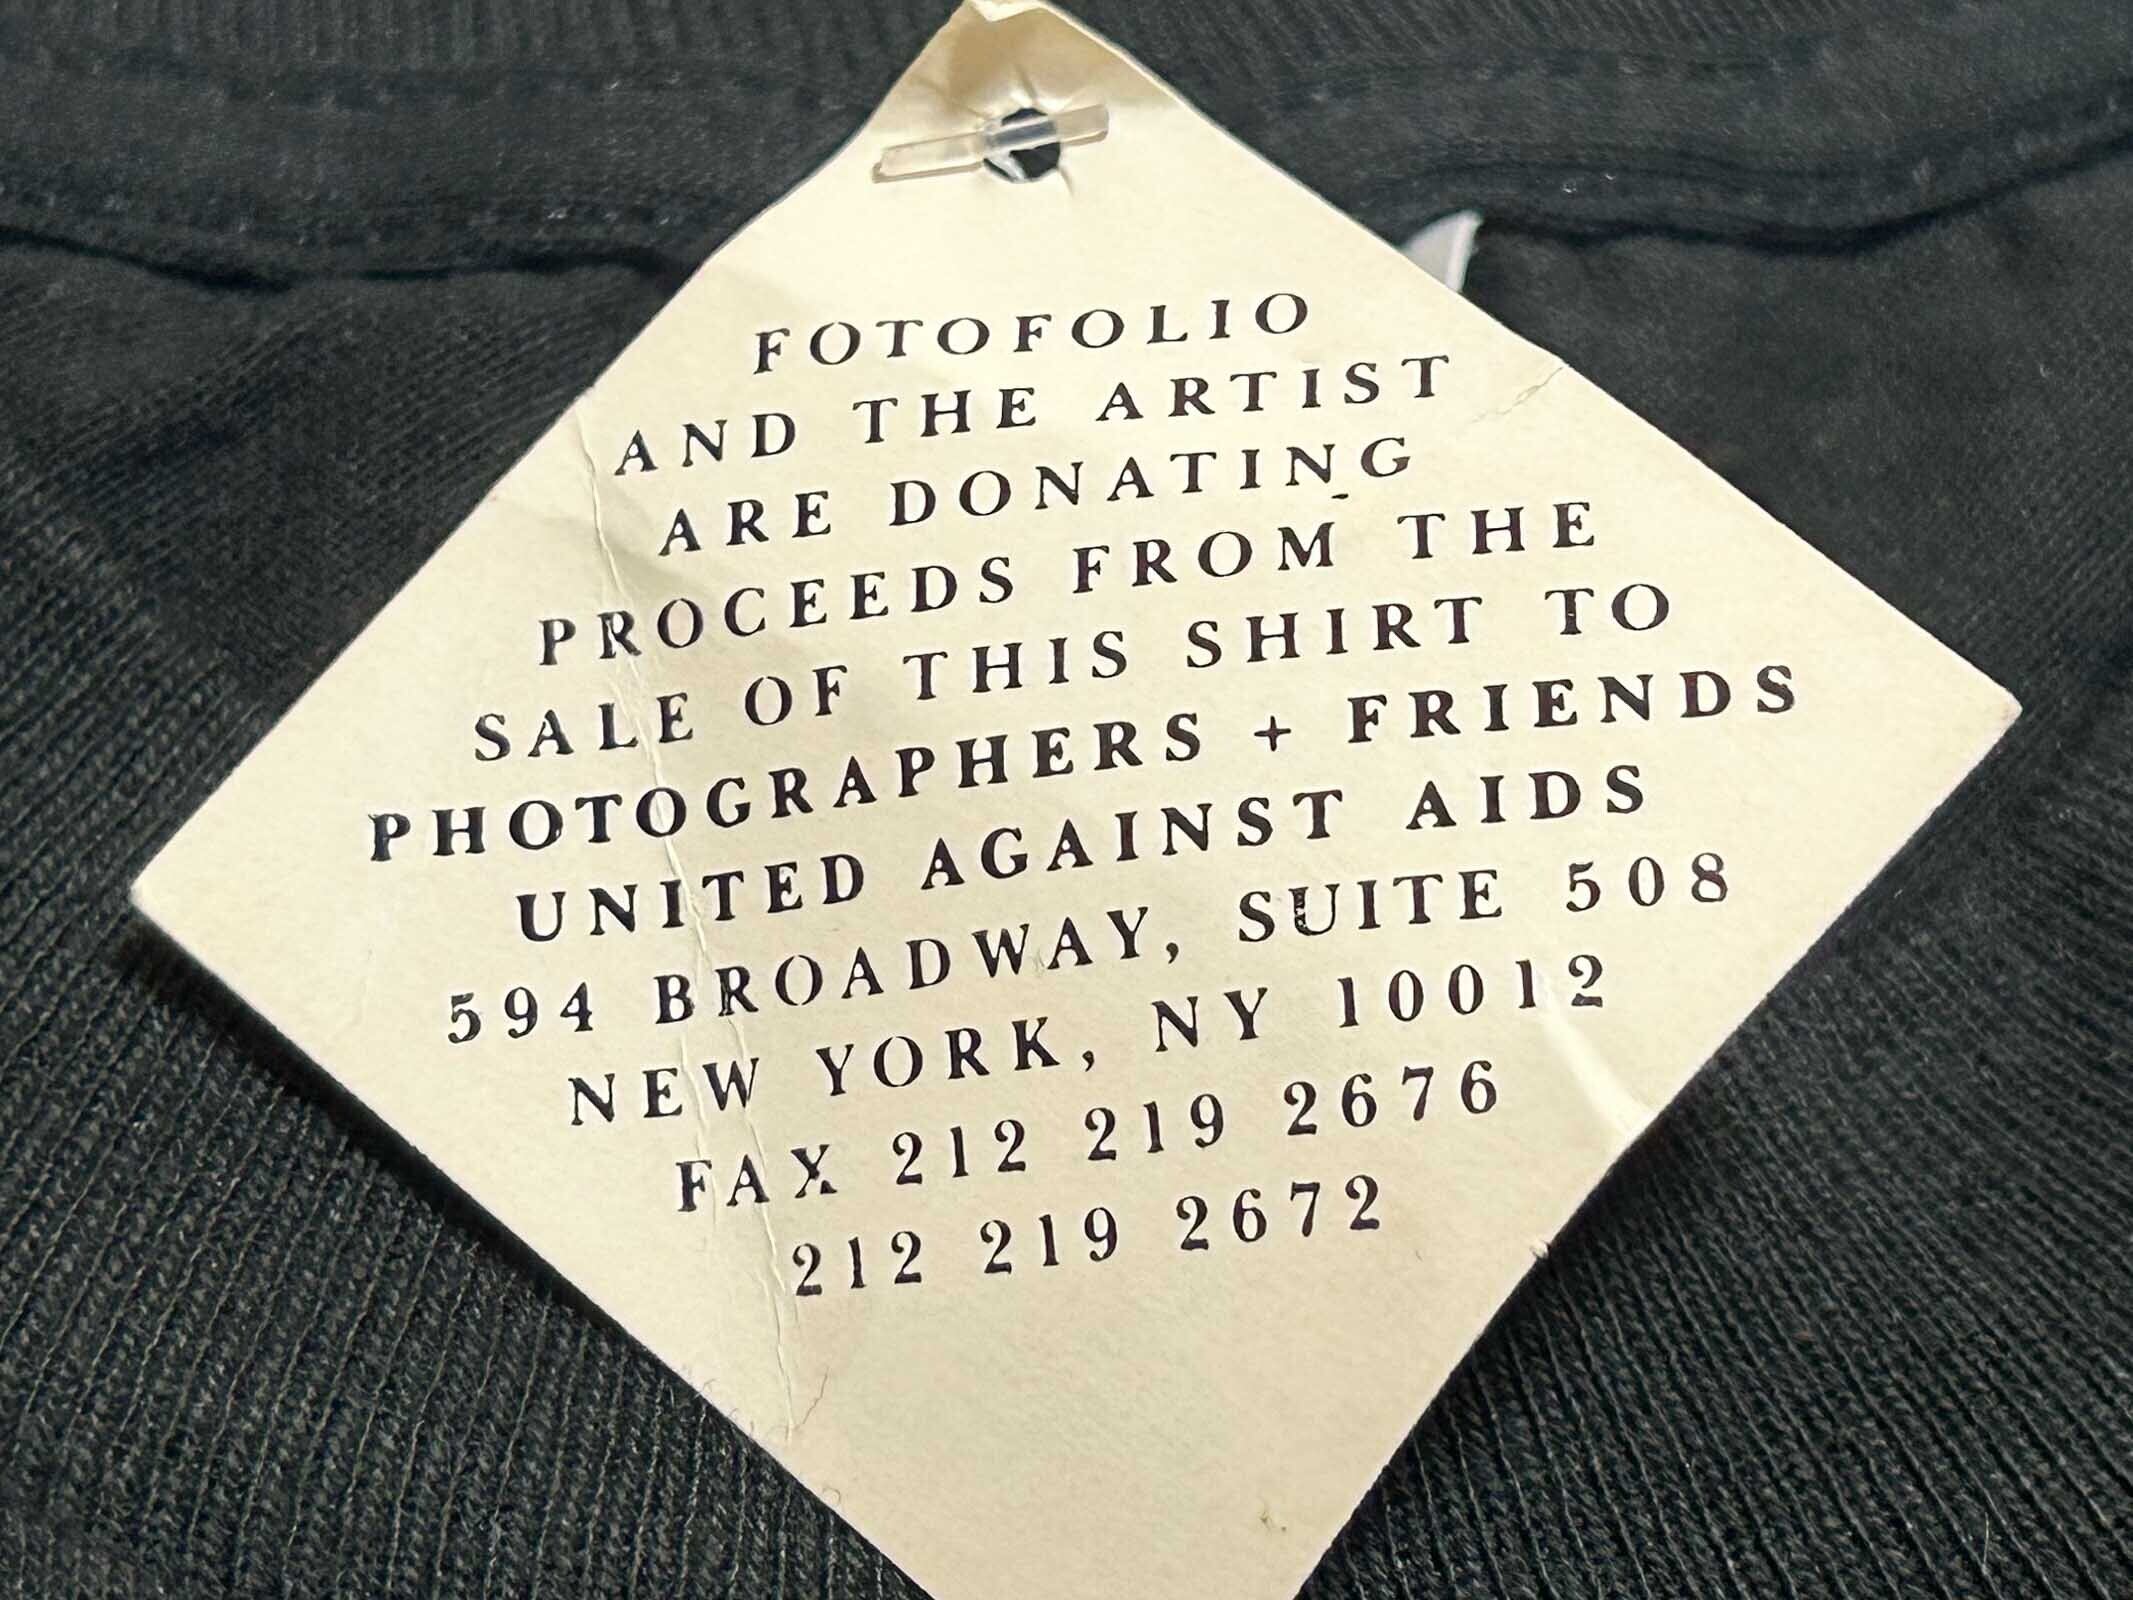 FOTOFOLIO
AND THE ARTIST
ARE DONATING
PROCEEDS FROM THE
SALE OF THIS SHIRT TO
PHOTOGRAPHERS + FRIENDS
UNITED AGAINST AIDS
594 BROADWAY, SUITE 508
NEW YORK, NY 10012
FAX 212 219 2676
212 219 2672